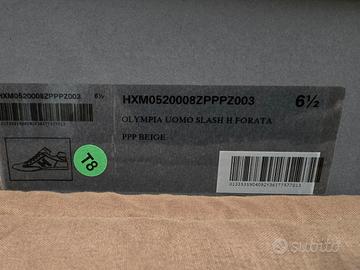 HXM0520008ZPPPZ003 6½
HXM0520008ZPPPZ003 6½
OLYMPIA UOMO SLASH H FORATA
PPP BEIGE
T8
subito